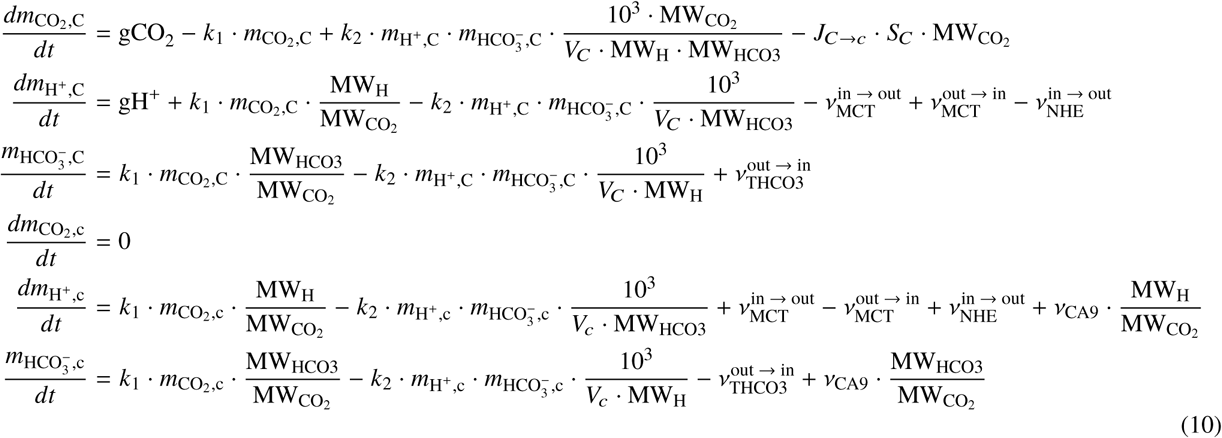 \frac{dm_{\mathrm{CO_2,C}}}{dt} = \mathrm{gCO_2} - k_1 \cdot m_{\mathrm{CO_2,C}} + k_2 \cdot m_{\mathrm{H^+,C}} \cdot m_{\mathrm{HCO_3^-,C}} \cdot \frac{10^3 \cdot \mathrm{MW_{CO_2}}}{V_C \cdot \mathrm{MW_H} \cdot \mathrm{MW_{HCO3}}} - J_{C \to c} \cdot S_C \cdot \mathrm{MW_{CO_2}}
\frac{dm_{\mathrm{H^+,C}}}{dt} = \mathrm{gH^+} + k_1 \cdot m_{\mathrm{CO_2,C}} \cdot \frac{\mathrm{MW_H}}{\mathrm{MW_{CO_2}}} - k_2 \cdot m_{\mathrm{H^+,C}} \cdot m_{\mathrm{HCO_3^-,C}} \cdot \frac{10^3}{V_C \cdot \mathrm{MW_{HCO3}}} - \nu_{\mathrm{MCT}}^{\mathrm{in \to out}} + \nu_{\mathrm{MCT}}^{\mathrm{out \to in}} - \nu_{\mathrm{NHE}}^{\mathrm{in \to out}}
\frac{m_{\mathrm{HCO_3^-,C}}}{dt} = k_1 \cdot m_{\mathrm{CO_2,C}} \cdot \frac{\mathrm{MW_{HCO3}}}{\mathrm{MW_{CO_2}}} - k_2 \cdot m_{\mathrm{H^+,C}} \cdot m_{\mathrm{HCO_3^-,C}} \cdot \frac{10^3}{V_C \cdot \mathrm{MW_H}} + \nu_{\mathrm{THCO3}}^{\mathrm{out \to in}}
\frac{dm_{\mathrm{CO_2,c}}}{dt} = 0
\frac{dm_{\mathrm{H^+,c}}}{dt} = k_1 \cdot m_{\mathrm{CO_2,c}} \cdot \frac{\mathrm{MW_H}}{\mathrm{MW_{CO_2}}} - k_2 \cdot m_{\mathrm{H^+,c}} \cdot m_{\mathrm{HCO_3^-,c}} \cdot \frac{10^3}{V_c \cdot \mathrm{MW_{HCO3}}} + \nu_{\mathrm{MCT}}^{\mathrm{in \to out}} - \nu_{\mathrm{MCT}}^{\mathrm{out \to in}} + \nu_{\mathrm{NHE}}^{\mathrm{in \to out}} + \nu_{\mathrm{CA9}} \cdot \frac{\mathrm{MW_H}}{\mathrm{MW_{CO_2}}}
\frac{m_{\mathrm{HCO_3^-,c}}}{dt} = k_1 \cdot m_{\mathrm{CO_2,c}} \cdot \frac{\mathrm{MW_{HCO3}}}{\mathrm{MW_{CO_2}}} - k_2 \cdot m_{\mathrm{H^+,c}} \cdot m_{\mathrm{HCO_3^-,c}} \cdot \frac{10^3}{V_c \cdot \mathrm{MW_H}} - \nu_{\mathrm{THCO3}}^{\mathrm{out \to in}} + \nu_{\mathrm{CA9}} \cdot \frac{\mathrm{MW_{HCO3}}}{\mathrm{MW_{CO_2}}}
(10)